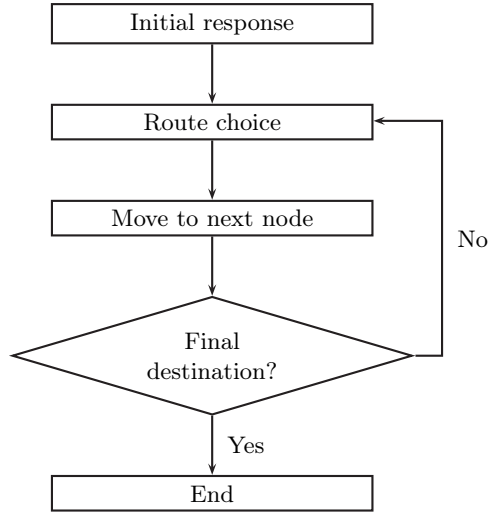 Initial response
Route choice
Move to next node
No
Final
destination?
Yes
End